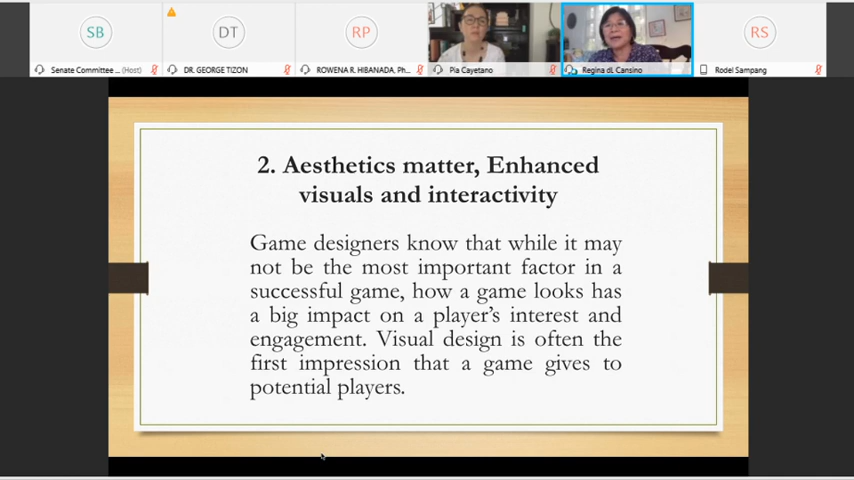 SB
DT
RP
RS
Senate Committee ... (Host)
DR. GEORGE TIZON
ROWENA R. HIBANADA, Ph...
Pia Cayetano
Regina dL Cansino
Rodel Sampang
2. Aesthetics matter, Enhanced
visuals and interactivity
Game designers know that while it may
not be the most important factor in a
successful game, how a game looks has
a big impact on a player's interest and
engagement. Visual design is often the
first impression that a game gives to
potential players.